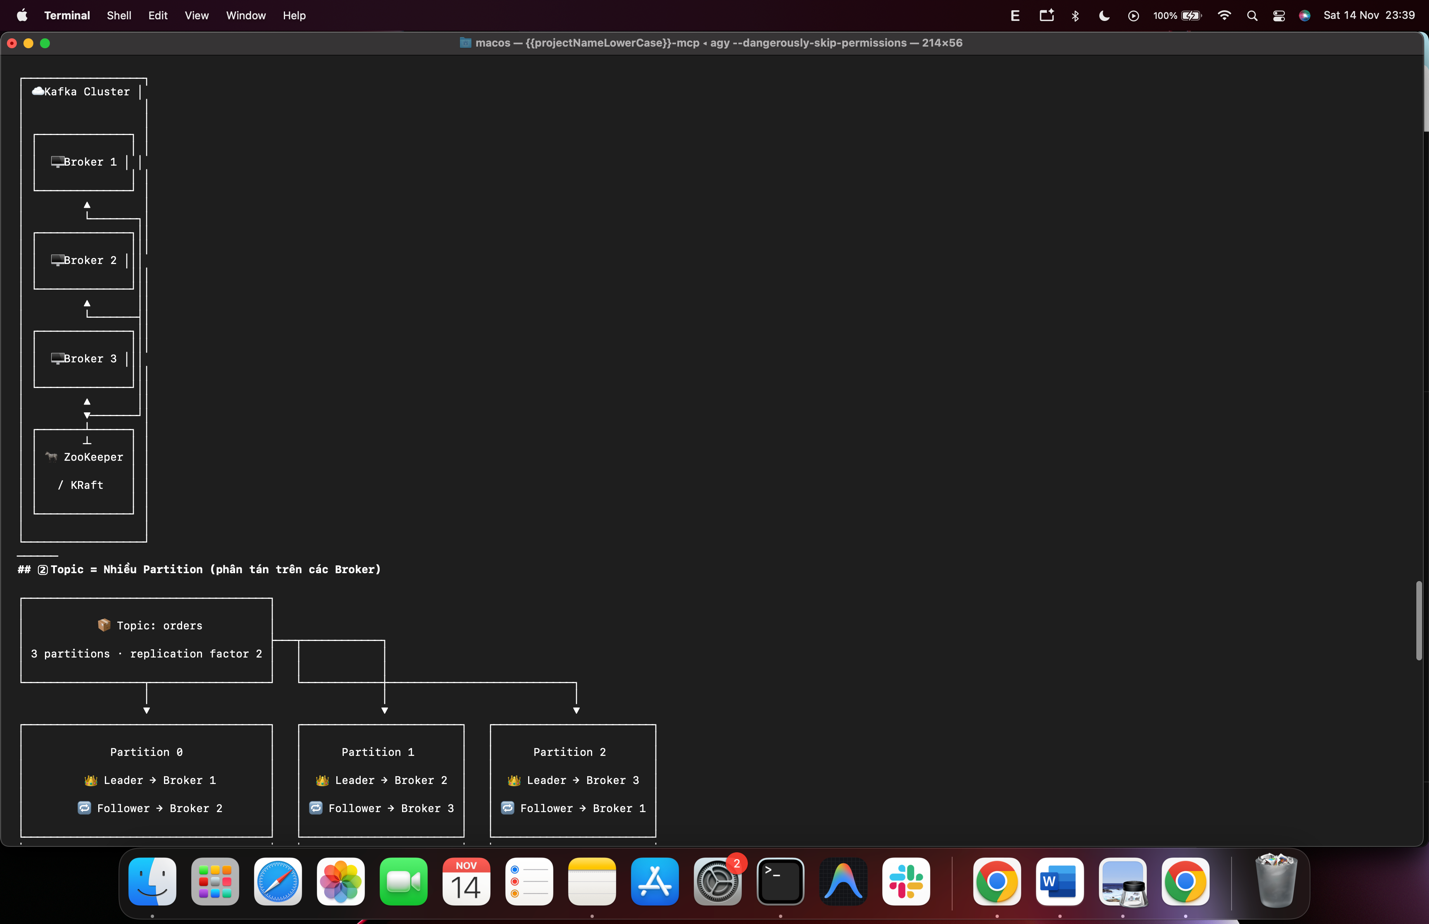 Terminal Shell Edit View Window Help E 100% Sat 14 Nov 23:39
macos — {{projectNameLowerCase}}-mcp ◂ agy --dangerously-skip-permissions — 214×56
☁️Kafka Cluster
🖥️Broker 1
🖥️Broker 2
🖥️Broker 3
🐄 ZooKeeper
/ KRaft
## 2️⃣Topic = Nhiều Partition (phân tán trên các Broker)
📦 Topic: orders
3 partitions · replication factor 2
Partition 0 Partition 1 Partition 2
👑 Leader → Broker 1 👑 Leader → Broker 2 👑 Leader → Broker 3
🔁 Follower → Broker 2 🔁 Follower → Broker 3 🔁 Follower → Broker 1
NOV
14
2
>_
W